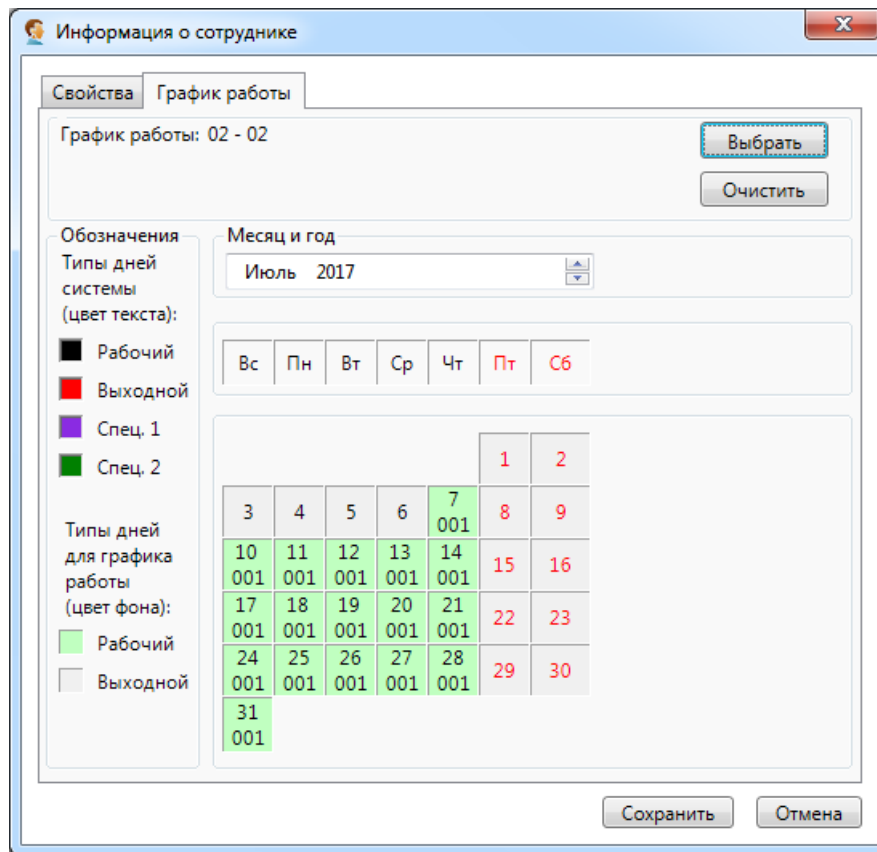 Информация о сотруднике
Свойства График работы
График работы: 02 - 02
Выбрать
Очистить
Обозначения
Типы дней
системы
(цвет текста):
Рабочий
Выходной
Спец. 1
Спец. 2
Типы дней
для графика
работы
(цвет фона):
Рабочий
Выходной
Месяц и год
Июль 2017
Вс Пн Вт Ср Чт Пт Сб
1 2
3 4 5 6 7 8 9
001
10 11 12 13 14 15 16
001 001 001 001 001
17 18 19 20 21 22 23
001 001 001 001 001
24 25 26 27 28 29 30
001 001 001 001 001
31
001
Сохранить Отмена